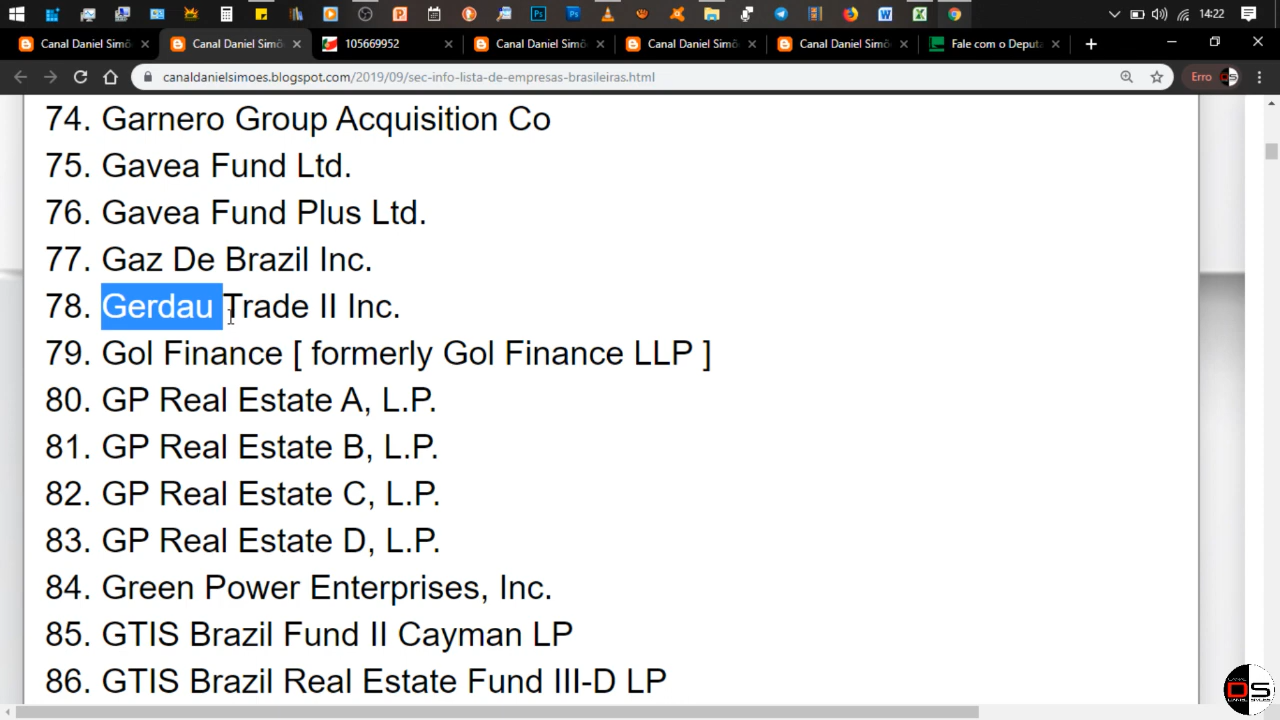 14:22
Canal Daniel Simõ
Canal Daniel Simõ
105669952
Canal Daniel Simõ
Canal Daniel Simõ
Canal Daniel Simõ
Fale com o Deputa
canaldanielsimoes.blogspot.com/2019/09/sec-info-lista-de-empresas-brasileiras.html
Erro
74. Garnero Group Acquisition Co
75. Gavea Fund Ltd.
76. Gavea Fund Plus Ltd.
77. Gaz De Brazil Inc.
78. Gerdau Trade II Inc.
79. Gol Finance [ formerly Gol Finance LLP ]
80. GP Real Estate A, L.P.
81. GP Real Estate B, L.P.
82. GP Real Estate C, L.P.
83. GP Real Estate D, L.P.
84. Green Power Enterprises, Inc.
85. GTIS Brazil Fund II Cayman LP
86. GTIS Brazil Real Estate Fund III-D LP
CANAL
DS
DANIEL SIMÕES